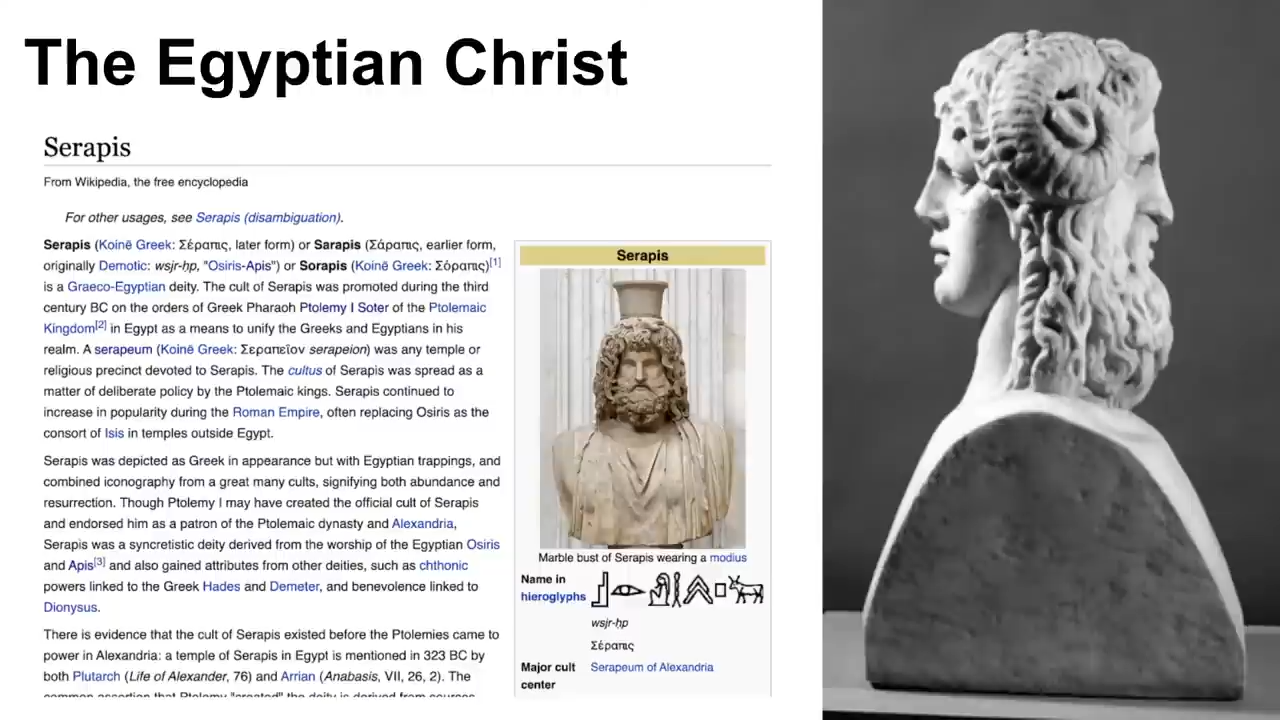 The Egyptian Christ
Serapis
From Wikipedia, the free encyclopedia
For other usages, see Serapis (disambiguation).
Serapis (Koinē Greek: Σέραπις, later form) or Sarapis (Σάραπις, earlier form,
originally Demotic: wsjr-ḥp, "Osiris-Apis") or Sorapis (Koinē Greek: Σόραπις)[1]
is a Graeco-Egyptian deity. The cult of Serapis was promoted during the third
century BC on the orders of Greek Pharaoh Ptolemy I Soter of the Ptolemaic
Kingdom[2] in Egypt as a means to unify the Greeks and Egyptians in his
realm. A serapeum (Koinē Greek: Σεραπεῖον serapeion) was any temple or
religious precinct devoted to Serapis. The cultus of Serapis was spread as a
matter of deliberate policy by the Ptolemaic kings. Serapis continued to
increase in popularity during the Roman Empire, often replacing Osiris as the
consort of Isis in temples outside Egypt.
Serapis was depicted as Greek in appearance but with Egyptian trappings, and
combined iconography from a great many cults, signifying both abundance and
resurrection. Though Ptolemy I may have created the official cult of Serapis
and endorsed him as a patron of the Ptolemaic dynasty and Alexandria,
Serapis was a syncretistic deity derived from the worship of the Egyptian Osiris
and Apis[3] and also gained attributes from other deities, such as chthonic
powers linked to the Greek Hades and Demeter, and benevolence linked to
Dionysus.
There is evidence that the cult of Serapis existed before the Ptolemies came to
power in Alexandria: a temple of Serapis in Egypt is mentioned in 323 BC by
both Plutarch (Life of Alexander, 76) and Arrian (Anabasis, VII, 26, 2). The
common assertion that Ptolemy "created" the deity is derived from sources
Serapis
Marble bust of Serapis wearing a modius
Name in
hieroglyphs
wsjr-ḥp
Σέραπις
Major cult
center
Serapeum of Alexandria